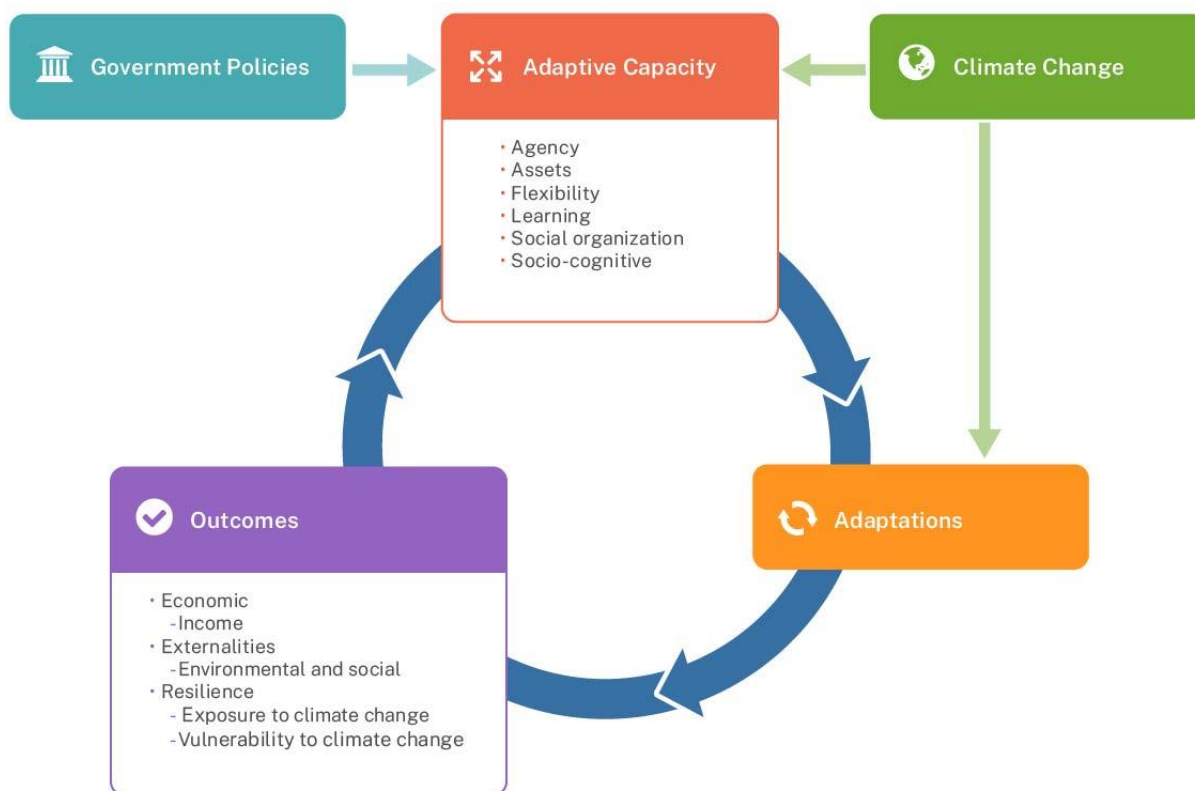 Government Policies
Adaptive Capacity
Climate Change
· Agency
· Assets
· Flexibility
· Learning
· Social organization
· Socio-cognitive
Outcomes
Adaptations
· Economic
-Income
· Externalities
-Environmental and social
· Resilience
- Exposure to climate change
-Vulnerability to climate change